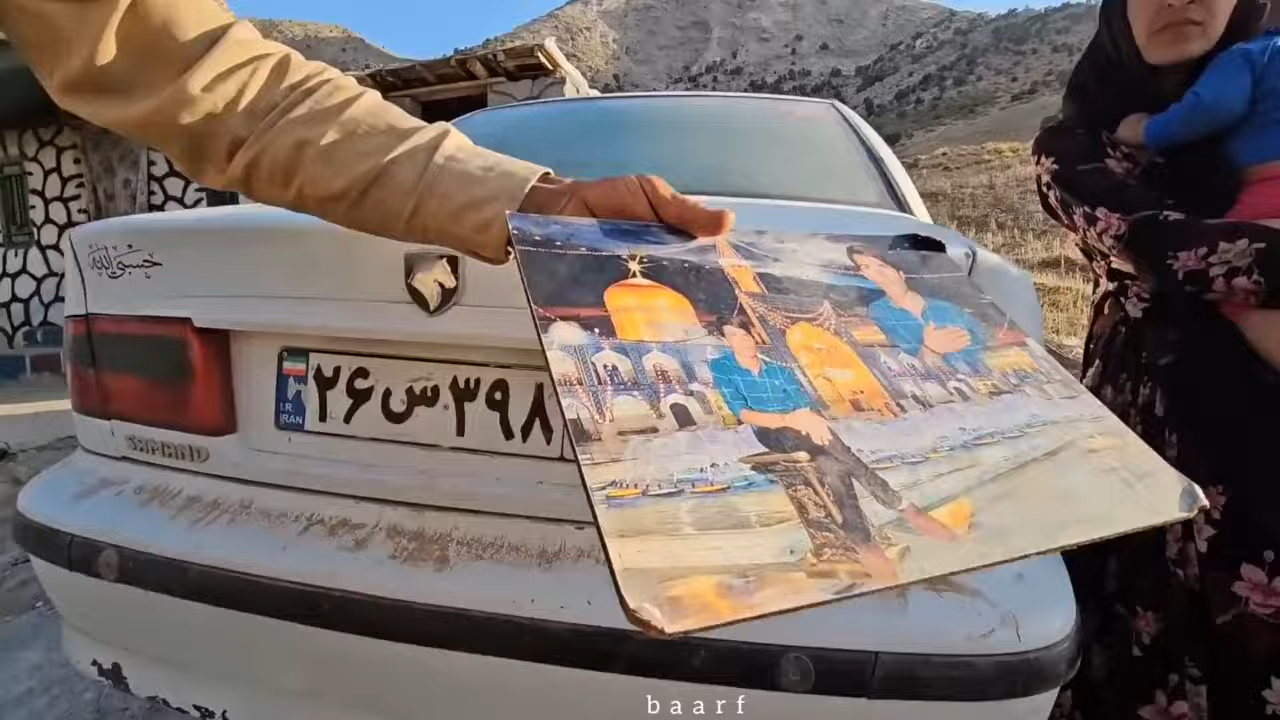 حسبی الله
۲۶ س ۳۹۸
I.R.
IRAN
SAMAND
baarf